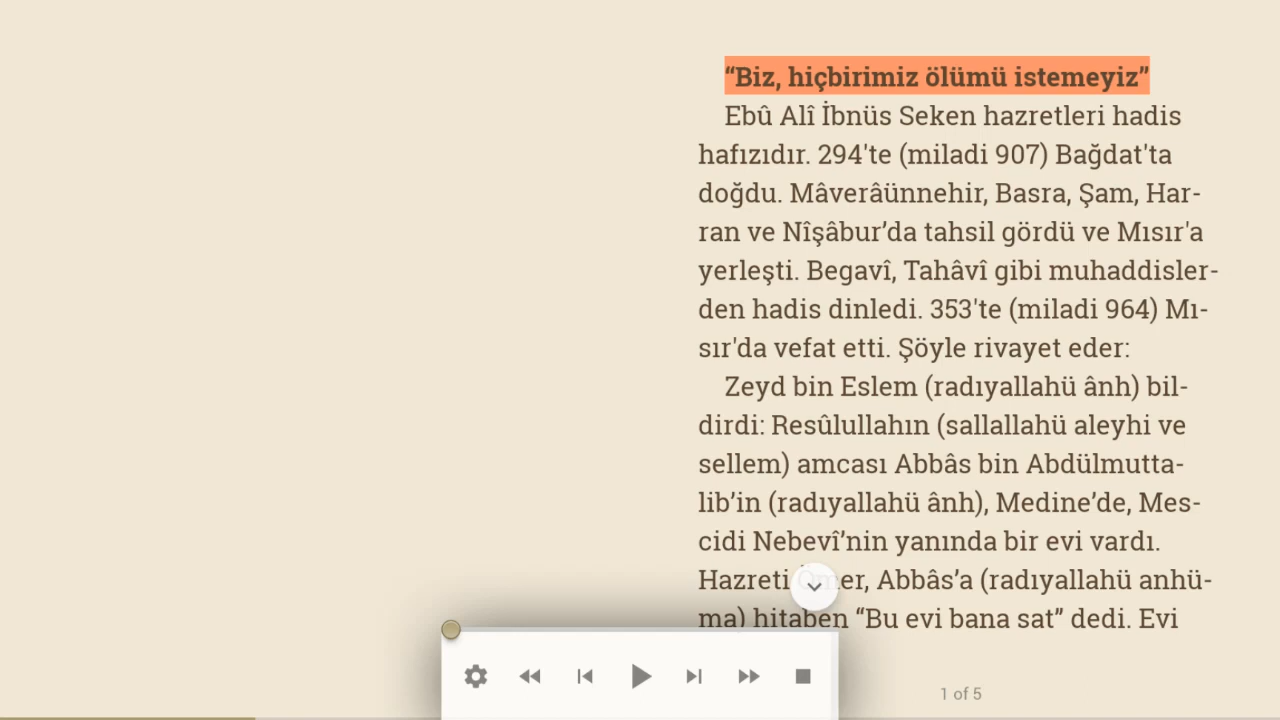 “Biz, hiçbirimiz ölümü istemeyiz”
Ebû Alî İbnüs Seken hazretleri hadis
hafızıdır. 294'te (miladi 907) Bağdat'ta
doğdu. Mâverâünnehir, Basra, Şam, Har-
ran ve Nîşâbur’da tahsil gördü ve Mısır'a
yerleşti. Begavî, Tahâvî gibi muhaddisler-
den hadis dinledi. 353'te (miladi 964) Mı-
sır'da vefat etti. Şöyle rivayet eder:
Zeyd bin Eslem (radıyallahü ânh) bil-
dirdi: Resûlullahın (sallallahü aleyhi ve
sellem) amcası Abbâs bin Abdülmutta-
lib’in (radıyallahü ânh), Medine’de, Mes-
cidi Nebevî’nin yanında bir evi vardı.
Hazreti Ömer, Abbâs’a (radıyallahü anhü-
ma) hitaben “Bu evi bana sat” dedi. Evi
1 of 5